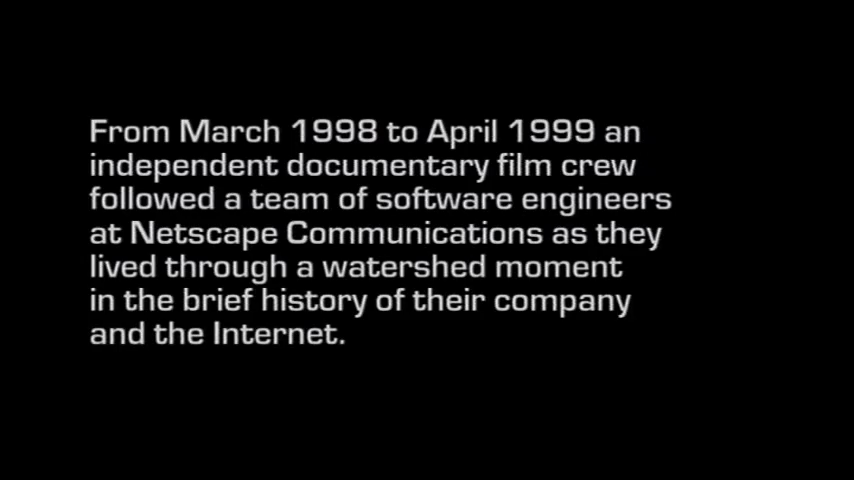 From March 1998 to April 1999 an
independent documentary film crew
followed a team of software engineers
at Netscape Communications as they
lived through a watershed moment
in the brief history of their company
and the Internet.